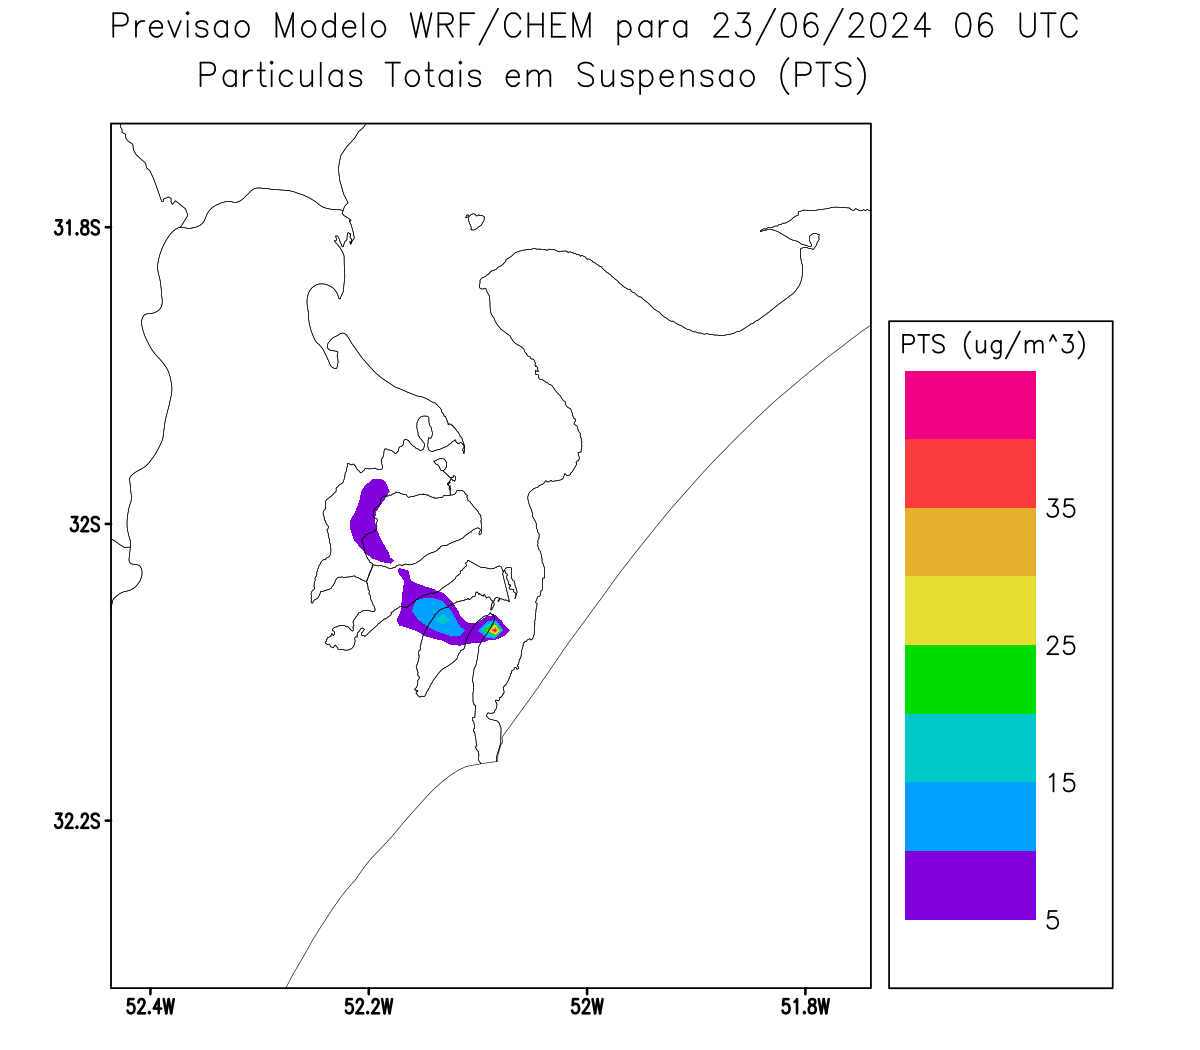 Previsao Modelo WRF/CHEM para 23/06/2024 06 UTC
Particulas Totais em Suspensao (PTS)
31.8S
32S
32.2S
52.4W 52.2W 52W 51.8W
PTS (ug/m^3)
35
25
15
5